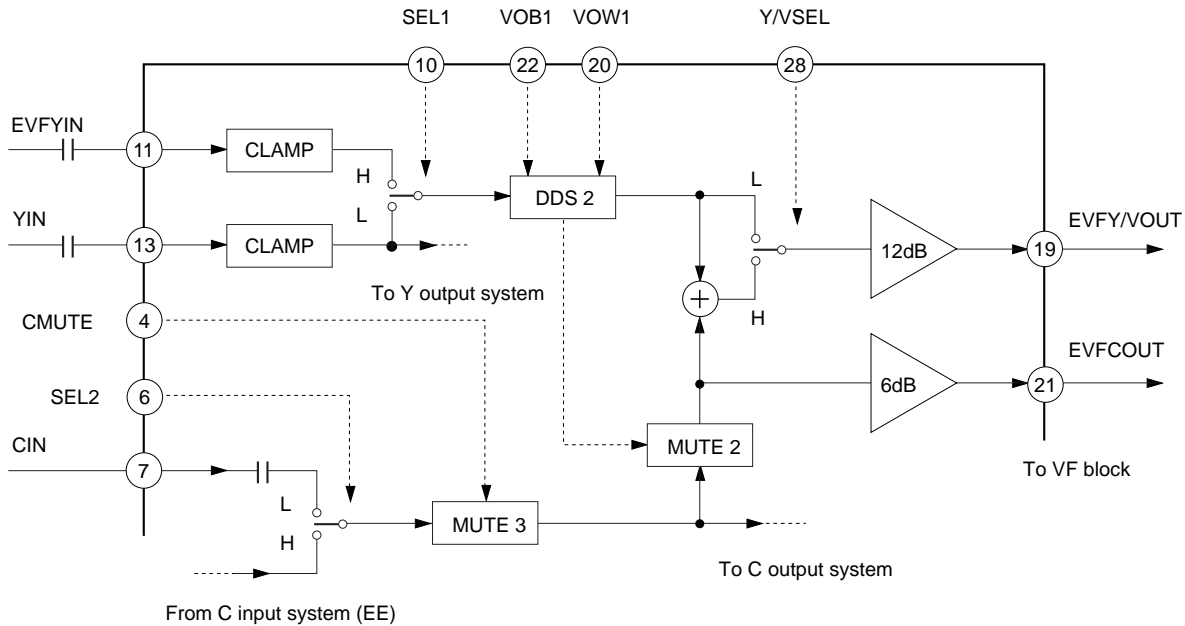 SEL1
VOB1
VOW1
Y/VSEL
10
22
20
28
EVFYIN
11
CLAMP
H
L
DDS 2
L
YIN
13
CLAMP
12dB
EVFY/VOUT
19
To Y output system
H
CMUTE
4
EVFCOUT
6dB
21
SEL2
6
MUTE 2
To VF block
CIN
7
L
H
MUTE 3
To C output system
From C input system (EE)